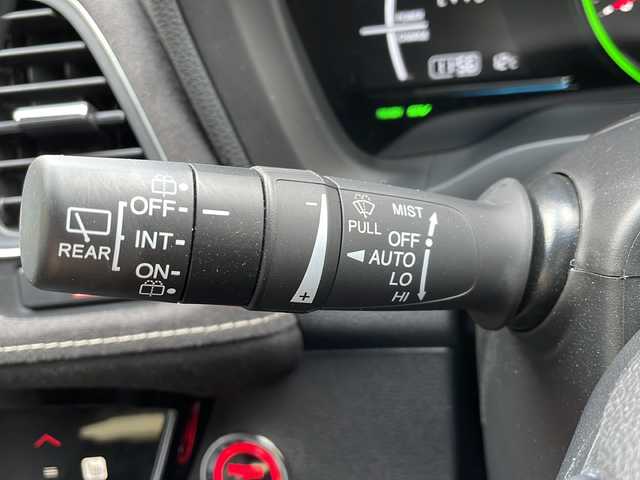 OFF
INT.
REAR
ON
− +
PULL
MIST
OFF
AUTO
LO
HI